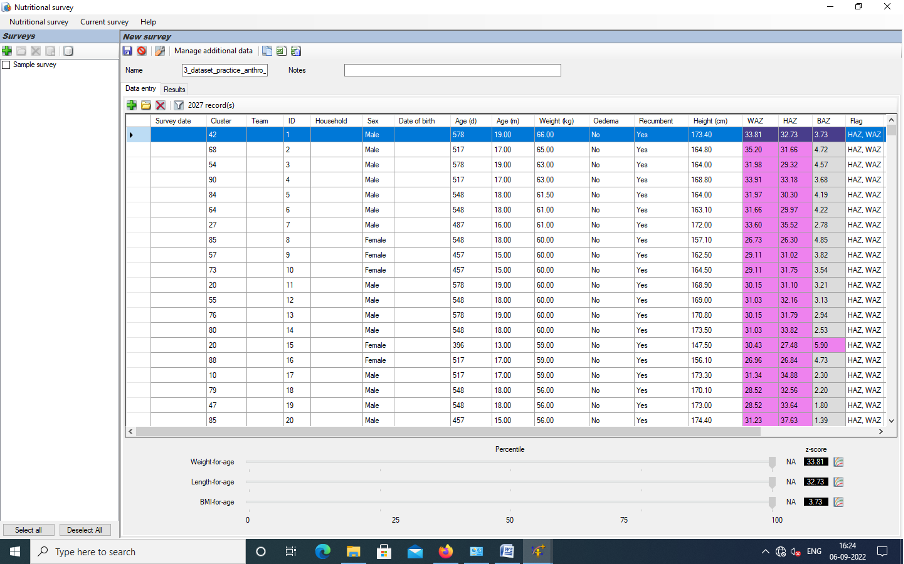 Nutritional survey
Nutritional survey Current survey Help
Surveys
New survey
Manage additional data
Sample survey
Name 3_dataset_practice_anthro_ Notes
Data entry Results
2027 record(s)
Survey date Cluster Team ID Household Sex Date of birth Age (d) Age (m) Weight (kg) Oedema Recumbent Height (cm) WAZ HAZ BAZ Flag
42 1 Male 578 19.00 66.00 No Yes 173.40 33.81 32.73 3.73 HAZ, WAZ
68 2 Male 517 17.00 65.00 No Yes 164.80 35.20 31.66 4.72 HAZ, WAZ
54 3 Male 578 19.00 63.00 No Yes 164.00 31.98 29.32 4.57 HAZ, WAZ
90 4 Male 517 17.00 63.00 No Yes 168.80 33.91 33.18 3.68 HAZ, WAZ
84 5 Male 548 18.00 61.50 No Yes 164.00 31.97 30.30 4.19 HAZ, WAZ
64 6 Male 548 18.00 61.00 No Yes 163.10 31.66 29.97 4.22 HAZ, WAZ
27 7 Male 487 16.00 61.00 No Yes 172.00 33.60 35.52 2.78 HAZ, WAZ
85 8 Female 548 18.00 60.00 No Yes 157.10 26.73 26.30 4.85 HAZ, WAZ
57 9 Female 457 15.00 60.00 No Yes 162.50 29.11 31.02 3.82 HAZ, WAZ
73 10 Female 457 15.00 60.00 No Yes 164.50 29.11 31.75 3.54 HAZ, WAZ
20 11 Male 578 19.00 60.00 No Yes 168.90 30.15 31.10 3.21 HAZ, WAZ
55 12 Male 548 18.00 60.00 No Yes 169.00 31.03 32.16 3.13 HAZ, WAZ
76 13 Male 578 19.00 60.00 No Yes 170.80 30.15 31.79 2.94 HAZ, WAZ
80 14 Male 548 18.00 60.00 No Yes 173.50 31.03 33.82 2.53 HAZ, WAZ
20 15 Female 396 13.00 59.00 No Yes 147.50 30.43 27.48 5.90 HAZ, WAZ
88 16 Female 517 17.00 59.00 No Yes 156.10 26.96 26.84 4.73 HAZ, WAZ
10 17 Male 517 17.00 59.00 No Yes 173.30 31.34 34.88 2.30 HAZ, WAZ
79 18 Male 548 18.00 56.00 No Yes 170.10 28.52 32.56 2.20 HAZ, WAZ
47 19 Male 548 18.00 56.00 No Yes 173.00 28.52 33.64 1.80 HAZ, WAZ
85 20 Male 457 15.00 56.00 No Yes 174.40 31.23 37.63 1.39 HAZ, WAZ
Percentile z-score
Weight-for-age NA 33.81
Length-for-age NA 32.73
BMI-for-age NA 3.73
0 25 50 75 100
Select all Deselect All
Type here to search
ENG
16:24
06-09-2022